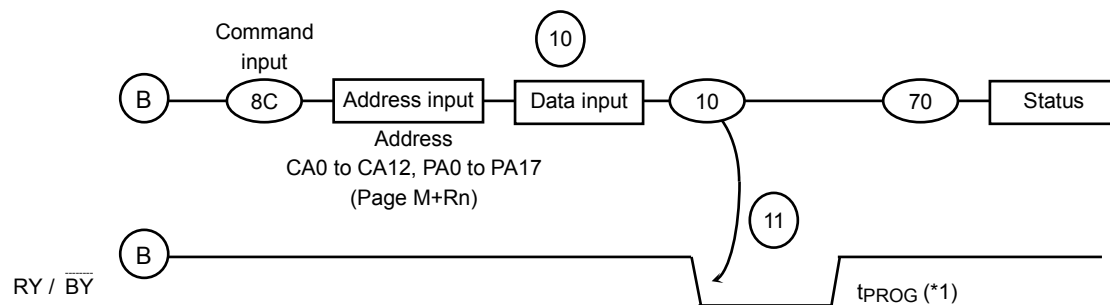 10
Command
input
B
8C
Address input
Data input
10
70
Status
Address
CA0 to CA12, PA0 to PA17
(Page M+Rn)
11
B
RY / BY
tPROG (*1)